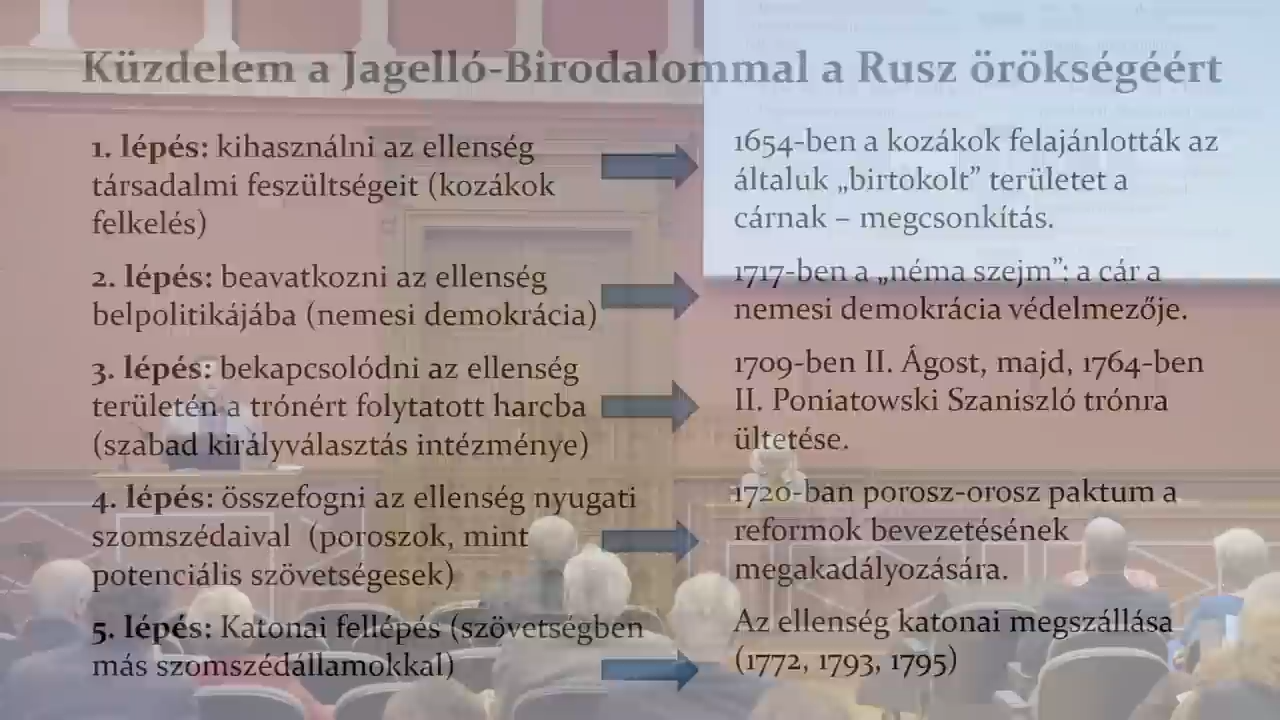 Küzdelem a Jagelló-Birodalommal a Rusz örökségéért
1. lépés: kihasználni az ellenség
társadalmi feszültségeit (kozákok
felkelés)
1654-ben a kozákok felajánlották az
általuk „birtokolt” területet a
cárnak – megcsonkítás.
2. lépés: beavatkozni az ellenség
belpolitikájába (nemesi demokrácia)
1717-ben a „néma szejm”: a cár a
nemesi demokrácia védelmezője.
3. lépés: bekapcsolódni az ellenség
területén a trónért folytatott harcba
(szabad királyválasztás intézménye)
1709-ben II. Ágost, majd, 1764-ben
II. Poniatowski Szaniszló trónra
ültetése.
4. lépés: összefogni az ellenség nyugati
szomszédaival (poroszok, mint
potenciális szövetségesek)
1720-ban porosz-orosz paktum a
reformok bevezetésének
megakadályozására.
5. lépés: Katonai fellépés (szövetségben
más szomszédállamokkal)
Az ellenség katonai megszállása
(1772, 1793, 1795)